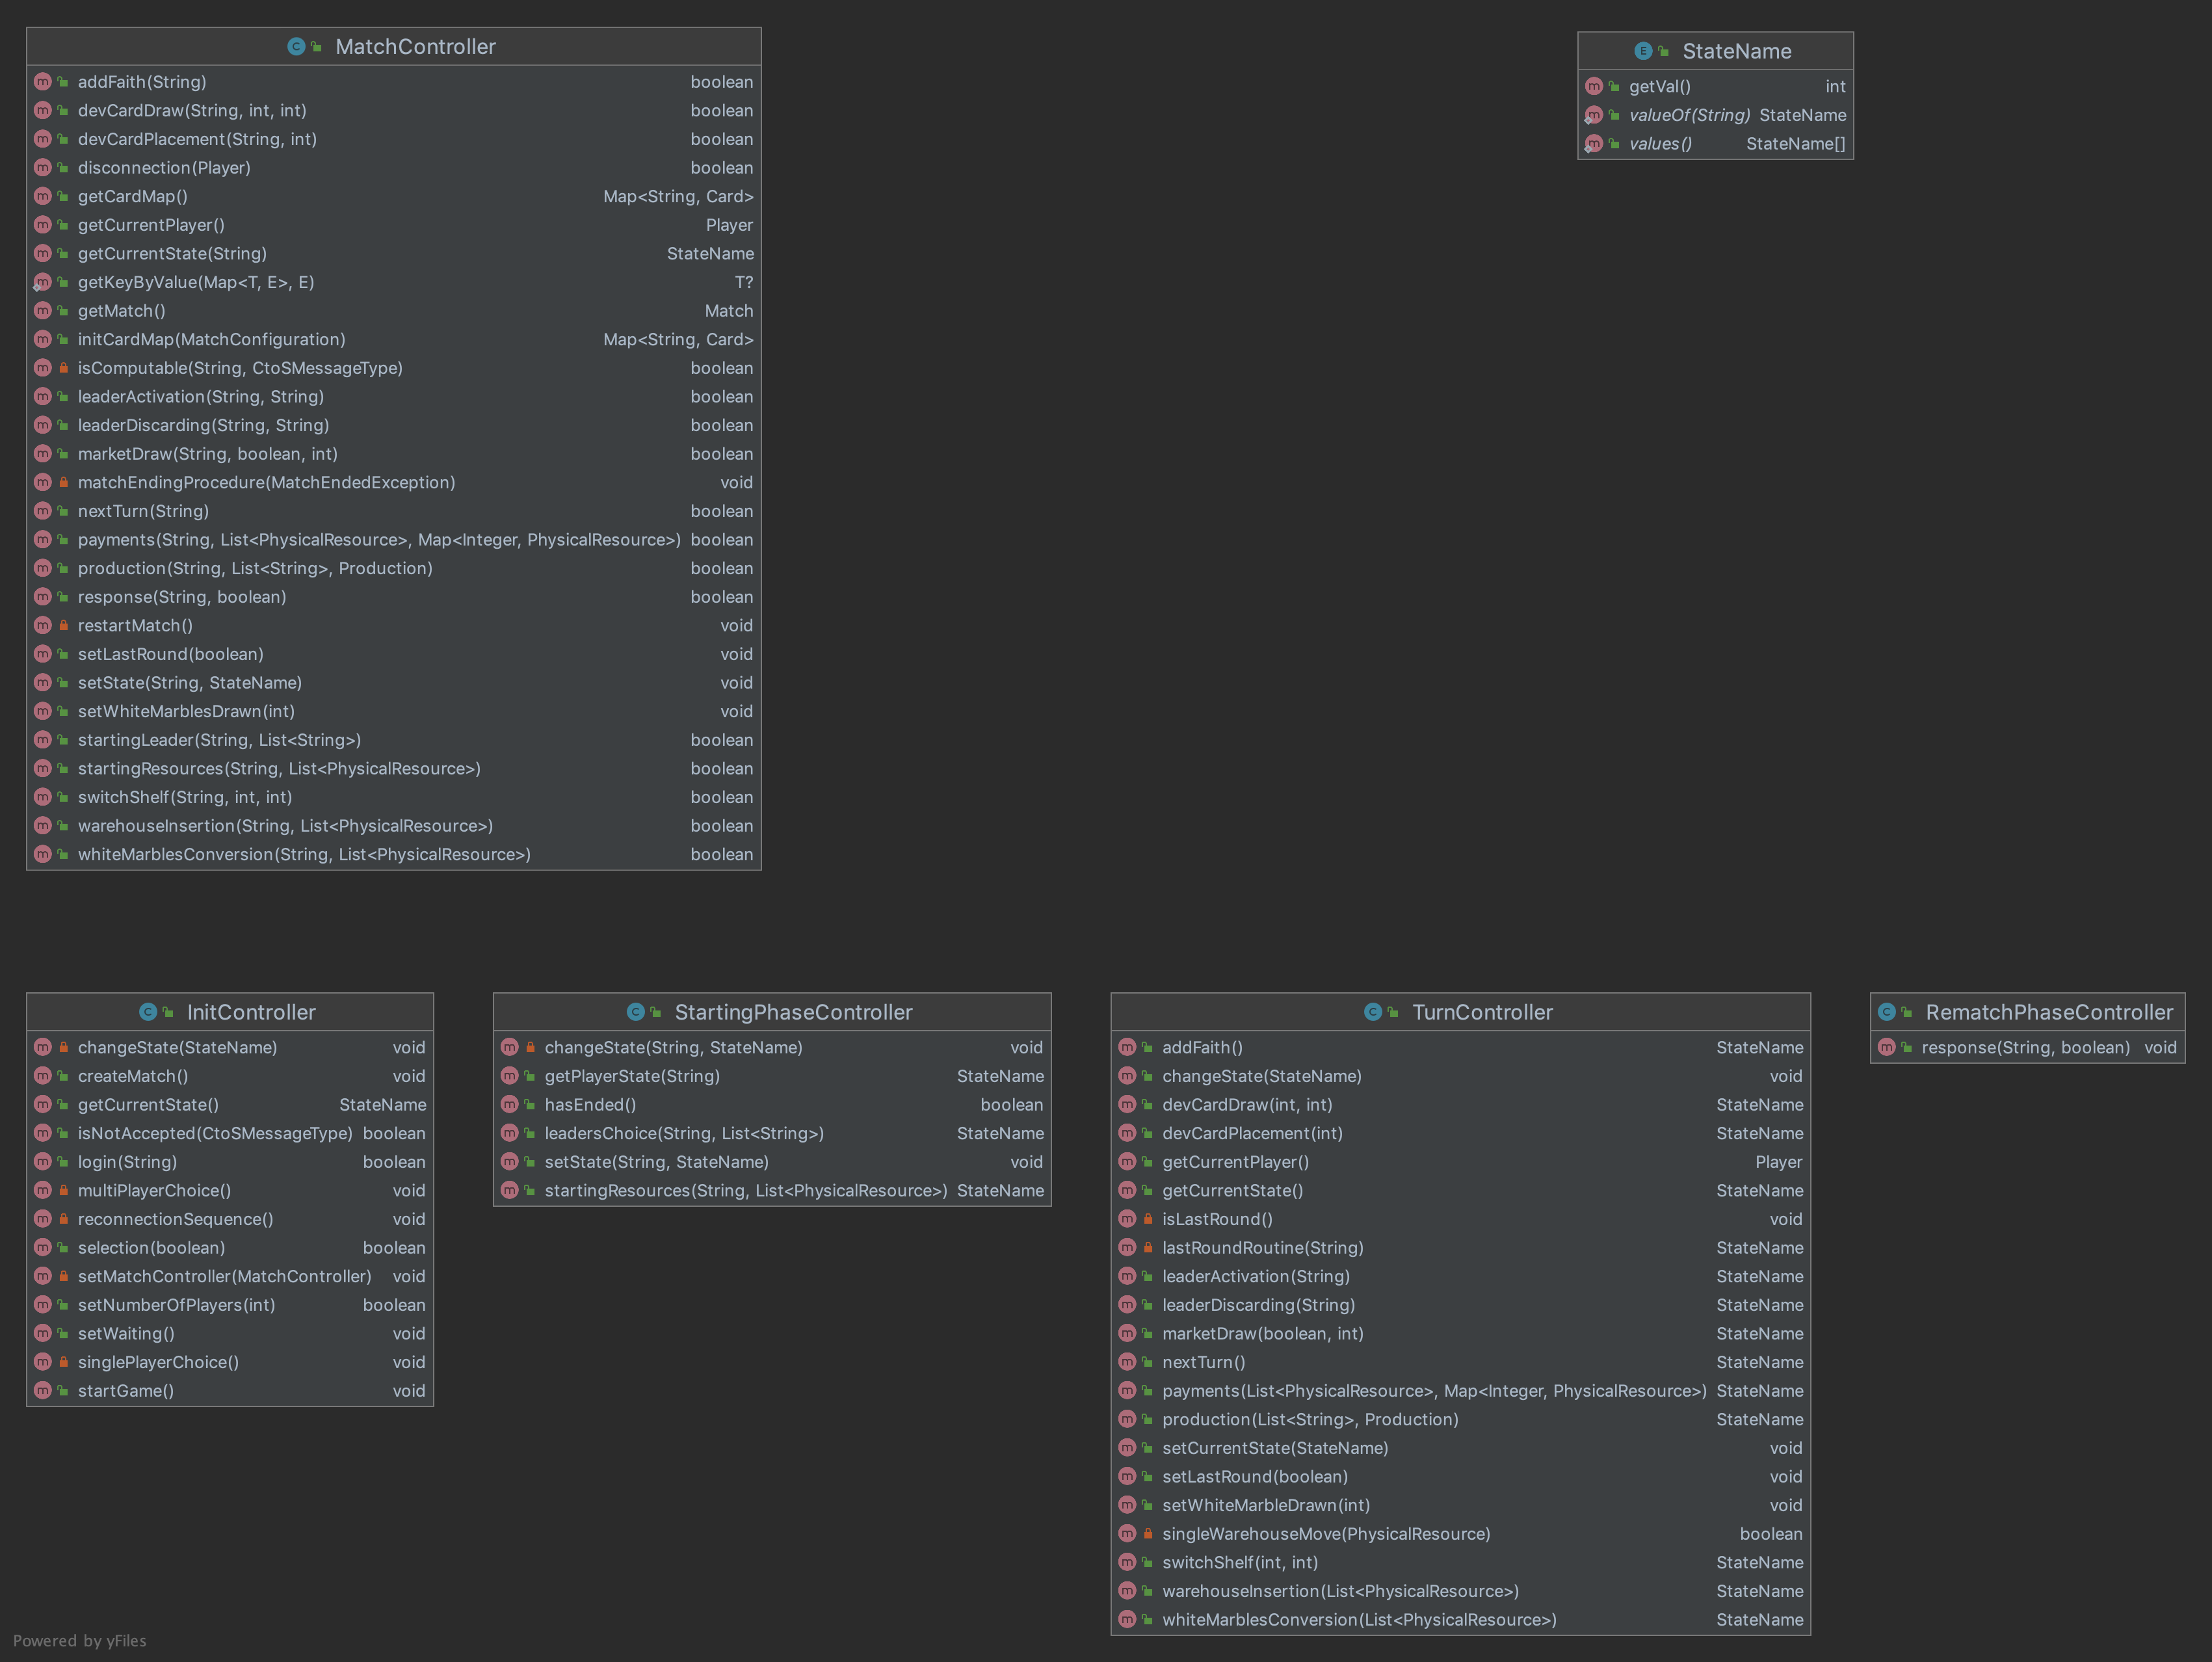 MatchController
addFaith(String) boolean
devCardDraw(String, int, int) boolean
devCardPlacement(String, int) boolean
disconnection(Player) boolean
getCardMap() Map<String, Card>
getCurrentPlayer() Player
getCurrentState(String) StateName
getKeyByValue(Map<T, E>, E) T?
getMatch() Match
initCardMap(MatchConfiguration) Map<String, Card>
isComputable(String, CtoSMessageType) boolean
leaderActivation(String, String) boolean
leaderDiscarding(String, String) boolean
marketDraw(String, boolean, int) boolean
matchEndingProcedure(MatchEndedException) void
nextTurn(String) boolean
payments(String, List<PhysicalResource>, Map<Integer, PhysicalResource>) boolean
production(String, List<String>, Production) boolean
response(String, boolean) boolean
restartMatch() void
setLastRound(boolean) void
setState(String, StateName) void
setWhiteMarblesDrawn(int) void
startingLeader(String, List<String>) boolean
startingResources(String, List<PhysicalResource>) boolean
switchShelf(String, int, int) boolean
warehouseInsertion(String, List<PhysicalResource>) boolean
whiteMarblesConversion(String, List<PhysicalResource>) boolean
StateName
getVal() int
valueOf(String) StateName
values() StateName[]
InitController
changeState(StateName) void
createMatch() void
getCurrentState() StateName
isNotAccepted(CtoSMessageType) boolean
login(String) boolean
multiPlayerChoice() void
reconnectionSequence() void
selection(boolean) boolean
setMatchController(MatchController) void
setNumberOfPlayers(int) boolean
setWaiting() void
singlePlayerChoice() void
startGame() void
StartingPhaseController
changeState(String, StateName) void
getPlayerState(String) StateName
hasEnded() boolean
leadersChoice(String, List<String>) StateName
setState(String, StateName) void
startingResources(String, List<PhysicalResource>) StateName
TurnController
addFaith() StateName
changeState(StateName) void
devCardDraw(int, int) StateName
devCardPlacement(int) StateName
getCurrentPlayer() Player
getCurrentState() StateName
isLastRound() void
lastRoundRoutine(String) StateName
leaderActivation(String) StateName
leaderDiscarding(String) StateName
marketDraw(boolean, int) StateName
nextTurn() StateName
payments(List<PhysicalResource>, Map<Integer, PhysicalResource>) StateName
production(List<String>, Production) StateName
setCurrentState(StateName) void
setLastRound(boolean) void
setWhiteMarbleDrawn(int) void
singleWarehouseMove(PhysicalResource) boolean
switchShelf(int, int) StateName
warehouseInsertion(List<PhysicalResource>) StateName
whiteMarblesConversion(List<PhysicalResource>) StateName
RematchPhaseController
response(String, boolean) void
Powered by yFiles